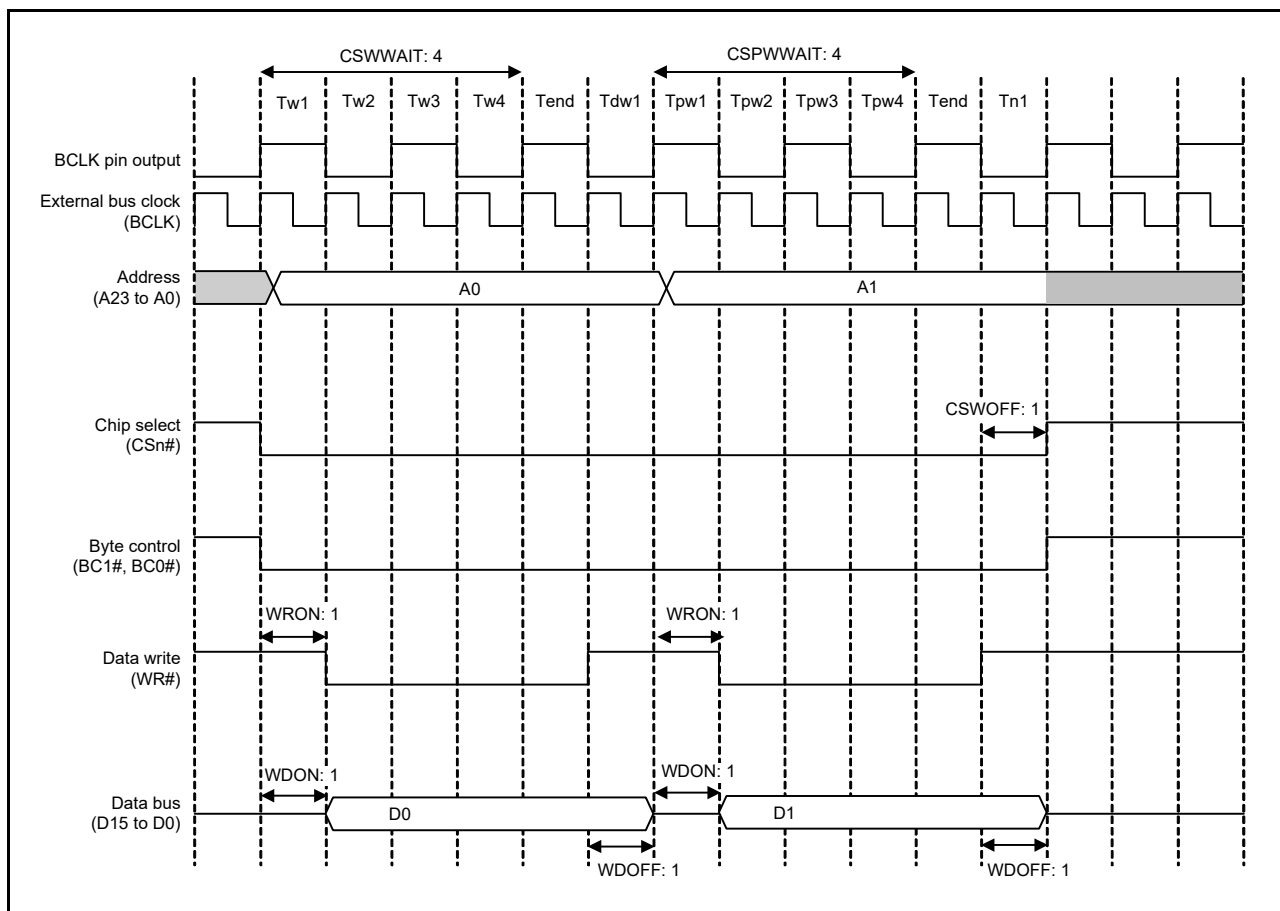 CSWWAIT: 4 CSPWWAIT: 4
Tw1 Tw2 Tw3 Tw4 Tend Tdw1 Tpw1 Tpw2 Tpw3 Tpw4 Tend Tn1
BCLK pin output
External bus clock
(BCLK)
Address
(A23 to A0)
A0 A1
CSWOFF: 1
Chip select
(CSn#)
Byte control
(BC1#, BC0#)
WRON: 1 WRON: 1
Data write
(WR#)
WDON: 1 WDON: 1
Data bus
(D15 to D0)
D0 D1
WDOFF: 1 WDOFF: 1